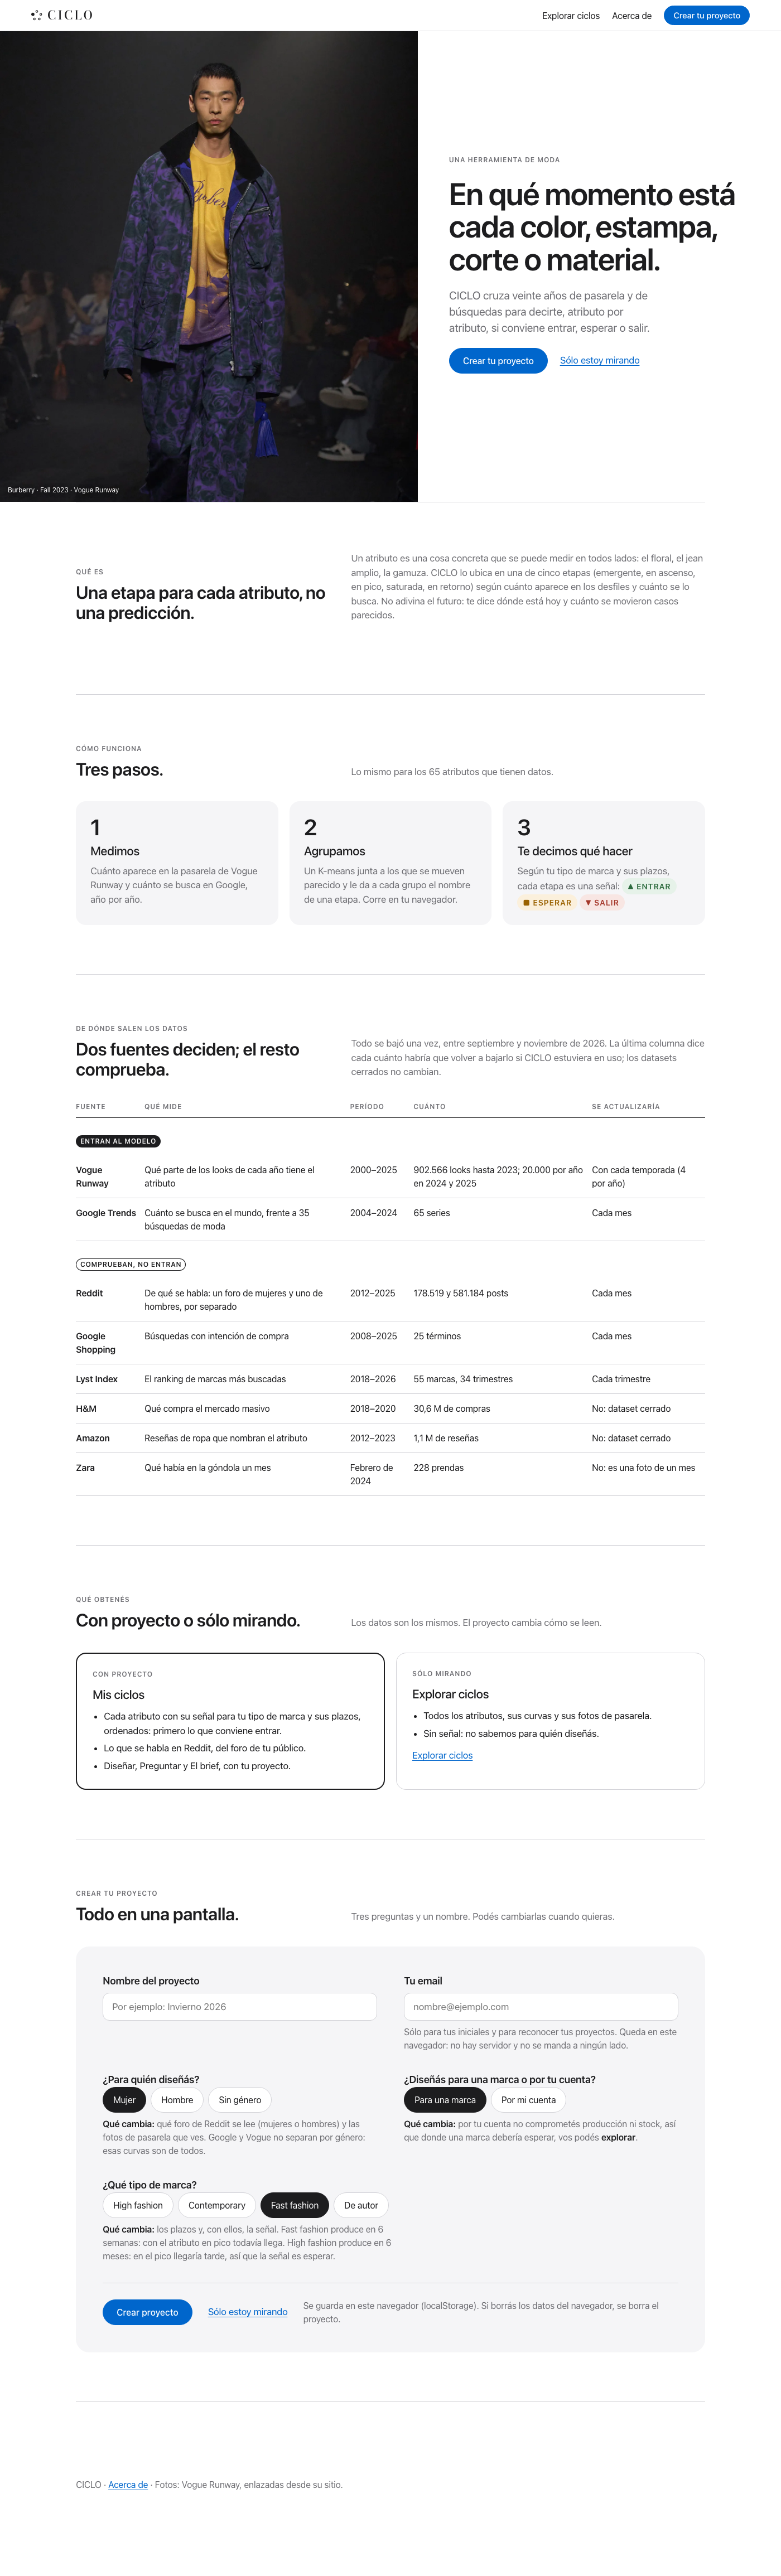 CICLO
Explorar ciclos
Acerca de
Crear tu proyecto
UNA HERRAMIENTA DE MODA
En qué momento está
cada color, estampa,
corte o material.
CICLO cruza veinte años de pasarela y de
búsquedas para decirte, atributo por
atributo, si conviene entrar, esperar o salir.
Crear tu proyecto
Sólo estoy mirando
Burberry · Fall 2023 · Vogue Runway
QUÉ ES
Una etapa para cada atributo, no
una predicción.
Un atributo es una cosa concreta que se puede medir en todos lados: el floral, el jean
amplio, la gamuza. CICLO lo ubica en una de cinco etapas (emergente, en ascenso,
en pico, saturada, en retorno) según cuánto aparece en los desfiles y cuánto se lo
busca. No adivina el futuro: te dice dónde está hoy y cuánto se movieron casos
parecidos.
CÓMO FUNCIONA
Tres pasos.
Lo mismo para los 65 atributos que tienen datos.
1
Medimos
Cuánto aparece en la pasarela de Vogue
Runway y cuánto se busca en Google,
año por año.
2
Agrupamos
Un K-means junta a los que se mueven
parecido y le da a cada grupo el nombre
de una etapa. Corre en tu navegador.
3
Te decimos qué hacer
Según tu tipo de marca y sus plazos,
cada etapa es una señal: ▲ ENTRAR
■ ESPERAR ▼ SALIR
DE DÓNDE SALEN LOS DATOS
Dos fuentes deciden; el resto
comprueba.
Todo se bajó una vez, entre septiembre y noviembre de 2026. La última columna dice
cada cuánto habría que volver a bajarlo si CICLO estuviera en uso; los datasets
cerrados no cambian.
FUENTE QUÉ MIDE PERÍODO CUÁNTO SE ACTUALIZARÍA
ENTRAN AL MODELO
Vogue Qué parte de los looks de cada año tiene el 2000–2025 902.566 looks hasta 2023; 20.000 por año Con cada temporada (4
Runway atributo en 2024 y 2025 por año)
Google Trends Cuánto se busca en el mundo, frente a 35 2004–2024 65 series Cada mes
búsquedas de moda
COMPRUEBAN, NO ENTRAN
Reddit De qué se habla: un foro de mujeres y uno de 2012–2025 178.519 y 581.184 posts Cada mes
hombres, por separado
Google Búsquedas con intención de compra 2008–2025 25 términos Cada mes
Shopping
Lyst Index El ranking de marcas más buscadas 2018–2026 55 marcas, 34 trimestres Cada trimestre
H&M Qué compra el mercado masivo 2018–2020 30,6 M de compras No: dataset cerrado
Amazon Reseñas de ropa que nombran el atributo 2012–2023 1,1 M de reseñas No: dataset cerrado
Zara Qué había en la góndola un mes Febrero de 228 prendas No: es una foto de un mes
2024
QUÉ OBTENÉS
Con proyecto o sólo mirando.
Los datos son los mismos. El proyecto cambia cómo se leen.
CON PROYECTO
Mis ciclos
• Cada atributo con su señal para tu tipo de marca y sus plazos,
ordenados: primero lo que conviene entrar.
• Lo que se habla en Reddit, del foro de tu público.
• Diseñar, Preguntar y El brief, con tu proyecto.
SÓLO MIRANDO
Explorar ciclos
• Todos los atributos, sus curvas y sus fotos de pasarela.
• Sin señal: no sabemos para quién diseñás.
Explorar ciclos
CREAR TU PROYECTO
Todo en una pantalla.
Tres preguntas y un nombre. Podés cambiarlas cuando quieras.
Nombre del proyecto
Por ejemplo: Invierno 2026
Tu email
nombre@ejemplo.com
Sólo para tus iniciales y para reconocer tus proyectos. Queda en este
navegador: no hay servidor y no se manda a ningún lado.
¿Para quién diseñás?
Mujer Hombre Sin género
Qué cambia: qué foro de Reddit se lee (mujeres o hombres) y las
fotos de pasarela que ves. Google y Vogue no separan por género:
esas curvas son de todos.
¿Diseñás para una marca o por tu cuenta?
Para una marca Por mi cuenta
Qué cambia: por tu cuenta no comprometés producción ni stock, así
que donde una marca debería esperar, vos podés explorar.
¿Qué tipo de marca?
High fashion Contemporary Fast fashion De autor
Qué cambia: los plazos y, con ellos, la señal. Fast fashion produce en 6
semanas: con el atributo en pico todavía llega. High fashion produce en 6
meses: en el pico llegaría tarde, así que la señal es esperar.
Crear proyecto
Sólo estoy mirando
Se guarda en este navegador (localStorage). Si borrás los datos del navegador, se borra el
proyecto.
CICLO · Acerca de · Fotos: Vogue Runway, enlazadas desde su sitio.